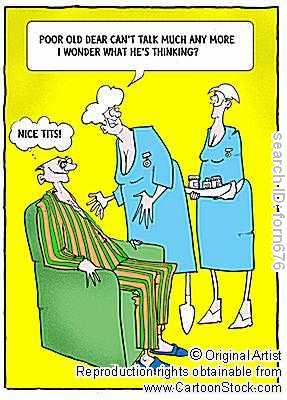 POOR OLD DEAR CAN'T TALK MUCH ANY MORE
I WONDER WHAT HE'S THINKING?
NICE TITS!
search ID: forn676
© Original Artist
Reproduction rights obtainable from
www.CartoonStock.com